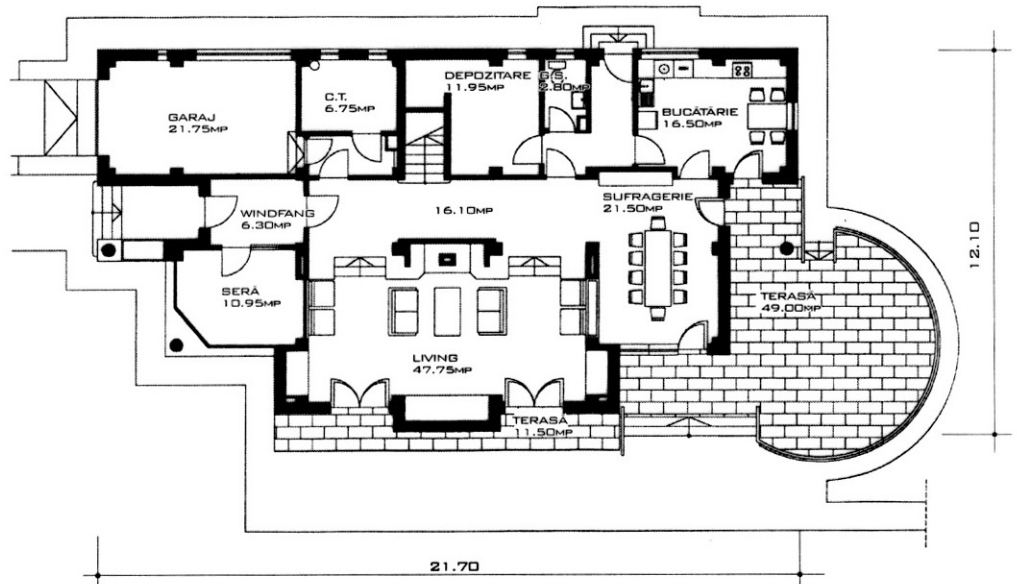 DEPOZITARE
11.95MP
G.S.
2.80MP
C.T.
6.75MP
GARAJ
21.75MP
BUCĂTĂRIE
16.50MP
SUFRAGERIE
21.50MP
WINDFANG
6.30MP
16.10MP
SERĂ
10.95MP
TERASĂ
49.00MP
LIVING
47.75MP
TERASĂ
11.50MP
12.10
21.70